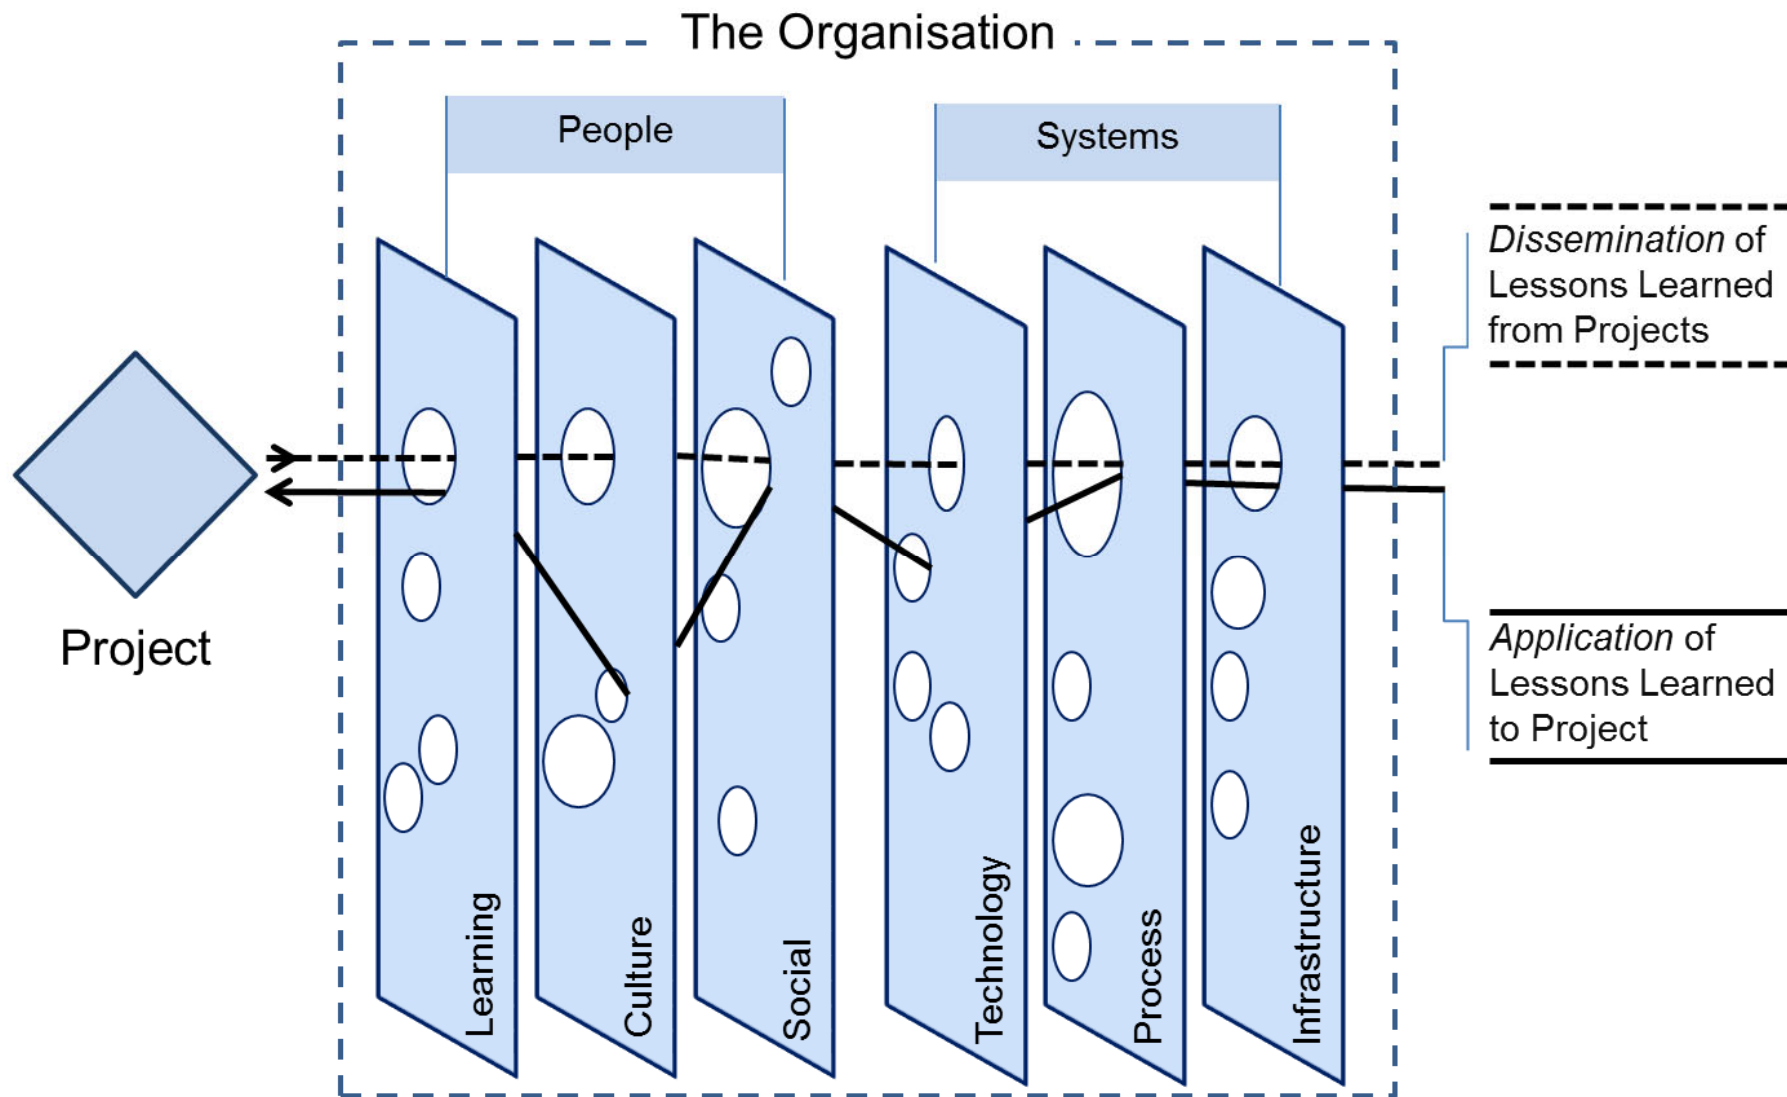 The Organisation
People
Systems
Dissemination of
Lessons Learned
from Projects
Project
Application of
Lessons Learned
to Project
Learning
Culture
Social
Technology
Process
Infrastructure